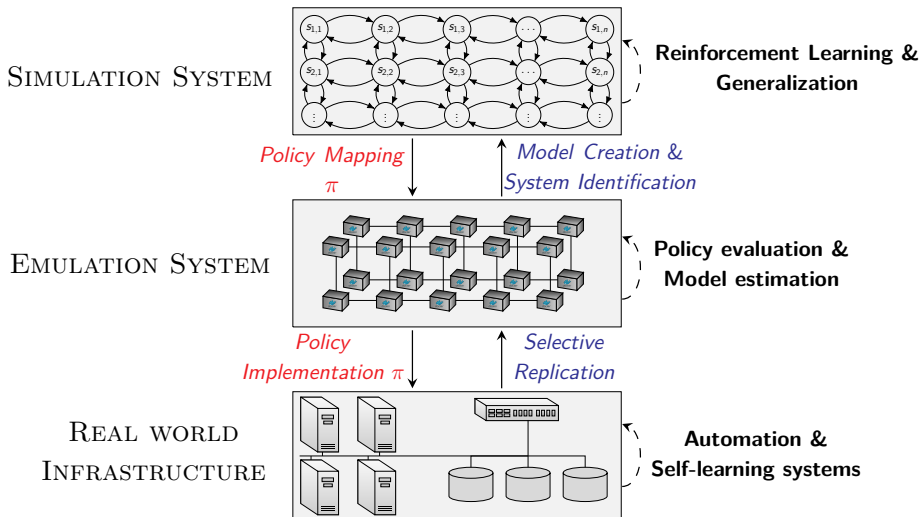 s1,1 s1,2 s1,3 ... s1,n
s2,1 s2,2 s2,3 ... s2,n
⋮ ⋮ ⋮ ⋮ ⋮
SIMULATION SYSTEM
Reinforcement Learning &
Generalization
Policy Mapping
π
Model Creation &
System Identification
EMULATION SYSTEM
Policy evaluation &
Model estimation
Policy
Implementation π
Selective
Replication
REAL WORLD
INFRASTRUCTURE
Automation &
Self-learning systems